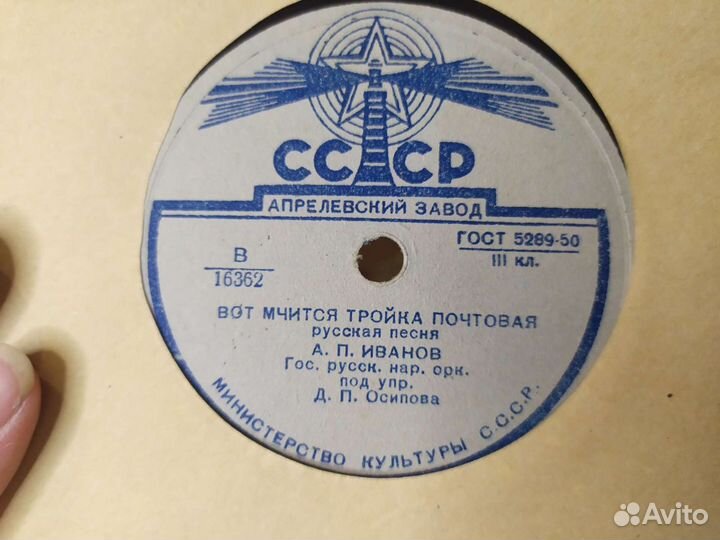 СССР
АПРЕЛЕВСКИЙ ЗАВОД
ГОСТ 5289-50
III кл.
В
16362
ВОТ МЧИТСЯ ТРОЙКА ПОЧТОВАЯ
русская песня
А. П. ИВАНОВ
Гос. русск. нар. орк.
под упр.
Д. П. Осипова
МИНИСТЕРСТВО КУЛЬТУРЫ С.С.С.Р.
Avito